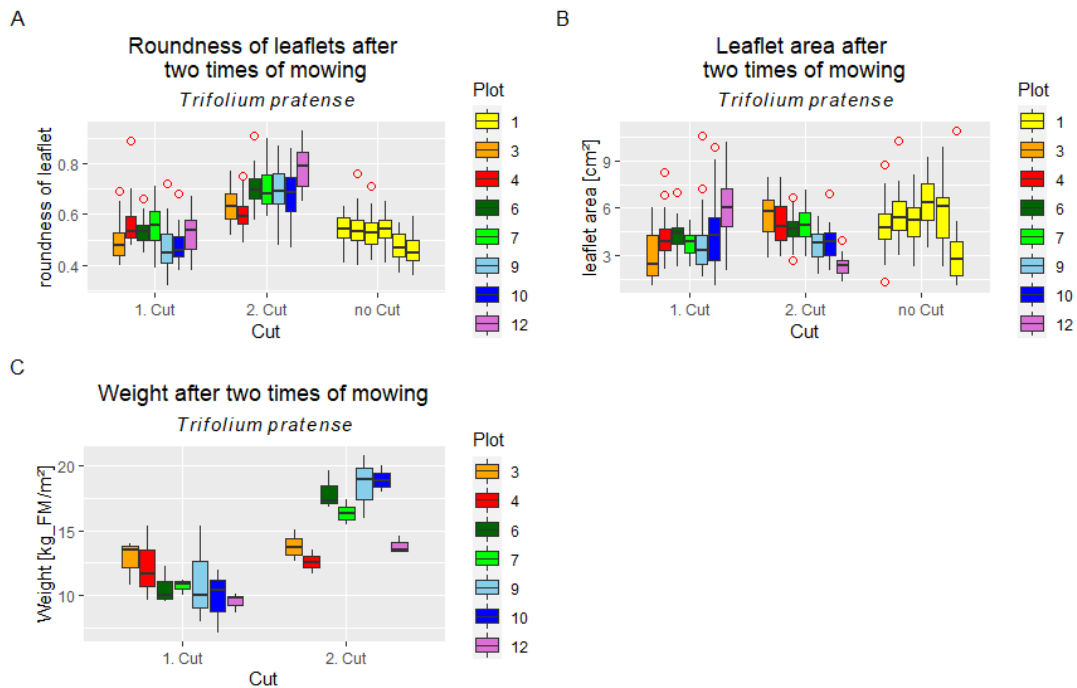 A
Roundness of leaflets after
two times of mowing
Trifolium pratense
roundness of leaflet
0.8
0.6
0.4
1. Cut
2. Cut
no Cut
Cut
Plot
1
3
4
6
7
9
10
12
B
Leaflet area after
two times of mowing
Trifolium pratense
leaflet area [cm²]
9
6
3
1. Cut
2. Cut
no Cut
Cut
Plot
1
3
4
6
7
9
10
12
C
Weight after two times of mowing
Trifolium pratense
Weight [kg_FM/m²]
20
15
10
1. Cut
2. Cut
Cut
Plot
3
4
6
7
9
10
12